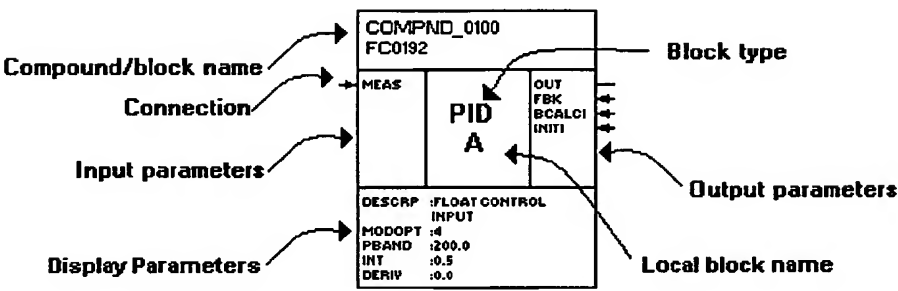 COMPND_0100
FC0192
Block type
Compound/block name
Connection
MEAS
PID
A
OUT
FBK
BCALCI
INITI
Input parameters
Output parameters
DESCRP :FLOAT CONTROL
INPUT
MODOPT :4
PBAND :200.0
INT :0.5
DERIV :0.0
Display Parameters
Local block name